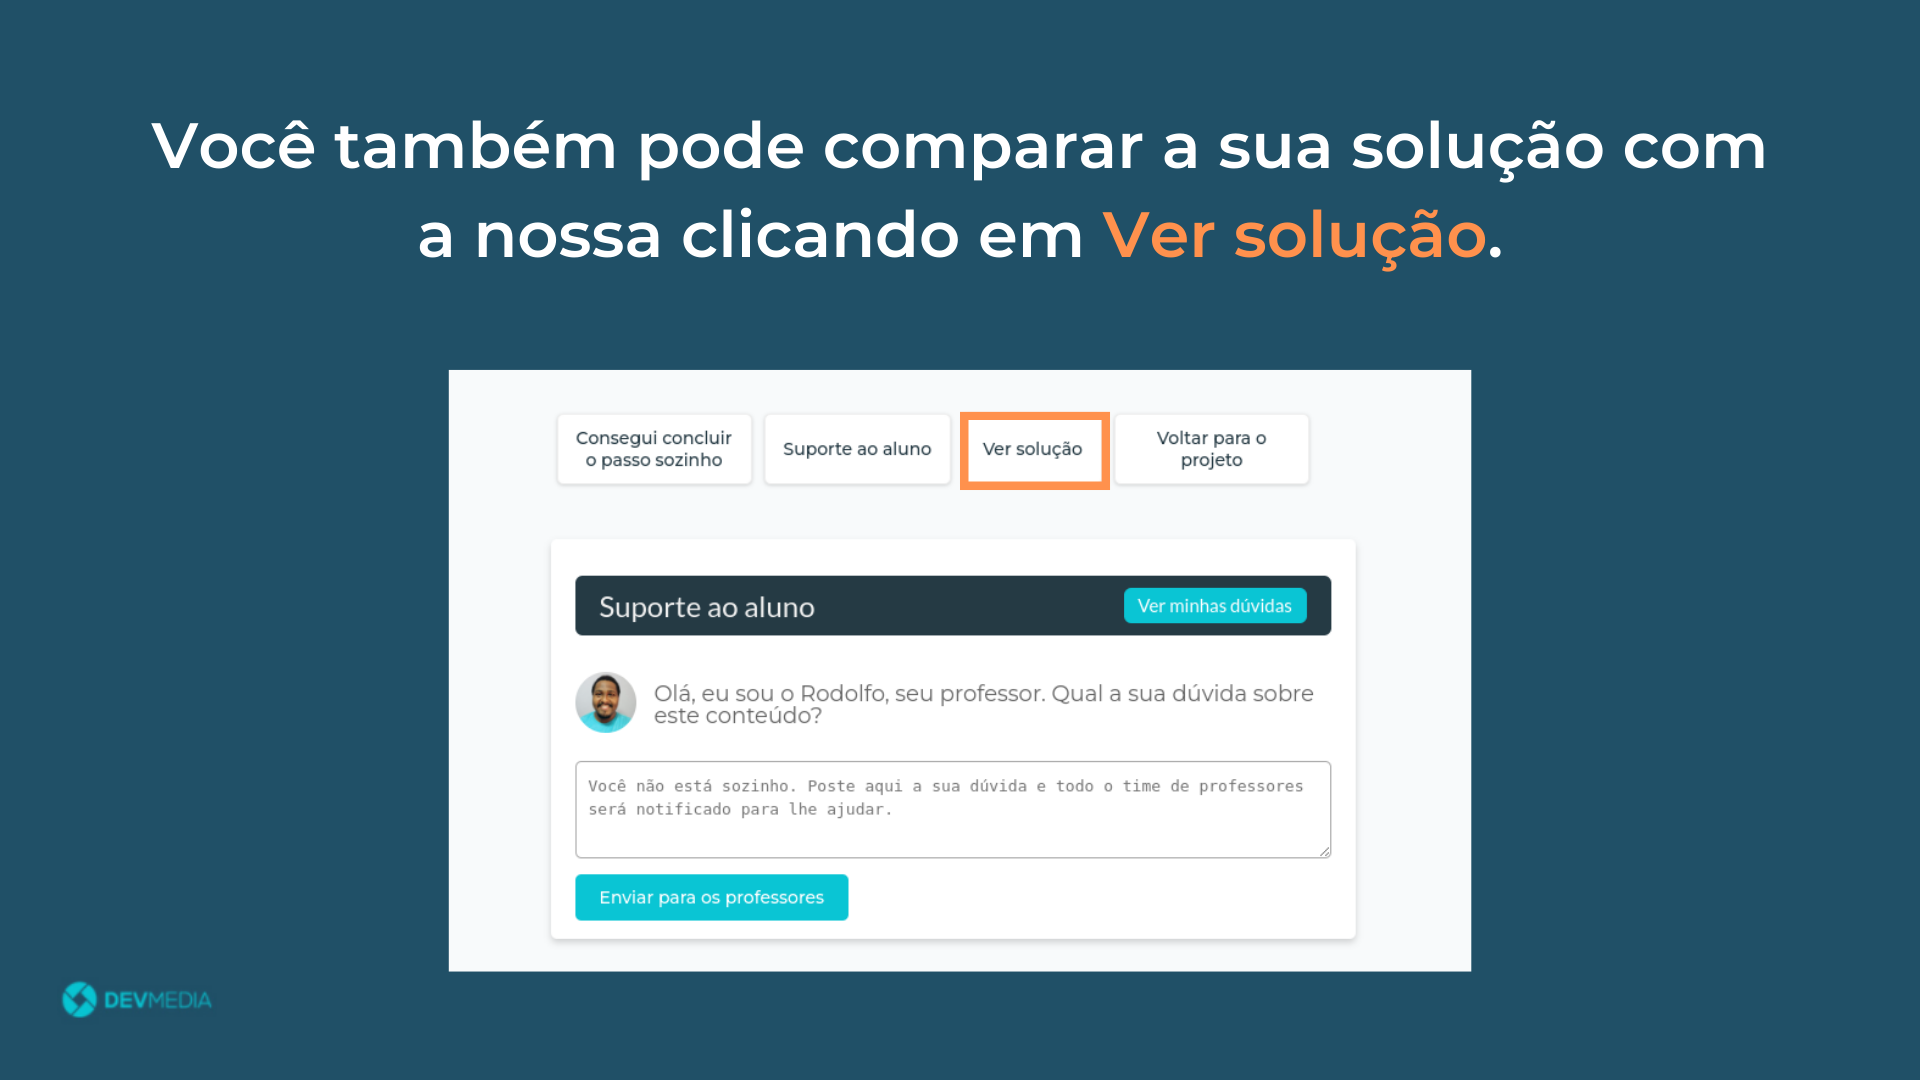 Você também pode comparar a sua solução com
a nossa clicando em Ver solução.
Consegui concluir
o passo sozinho
Suporte ao aluno
Ver solução
Voltar para o
projeto
Suporte ao aluno
Ver minhas dúvidas
Olá, eu sou o Rodolfo, seu professor. Qual a sua dúvida sobre
este conteúdo?
Você não está sozinho. Poste aqui a sua dúvida e todo o time de professores
será notificado para lhe ajudar.
Enviar para os professores
DEVMEDIA